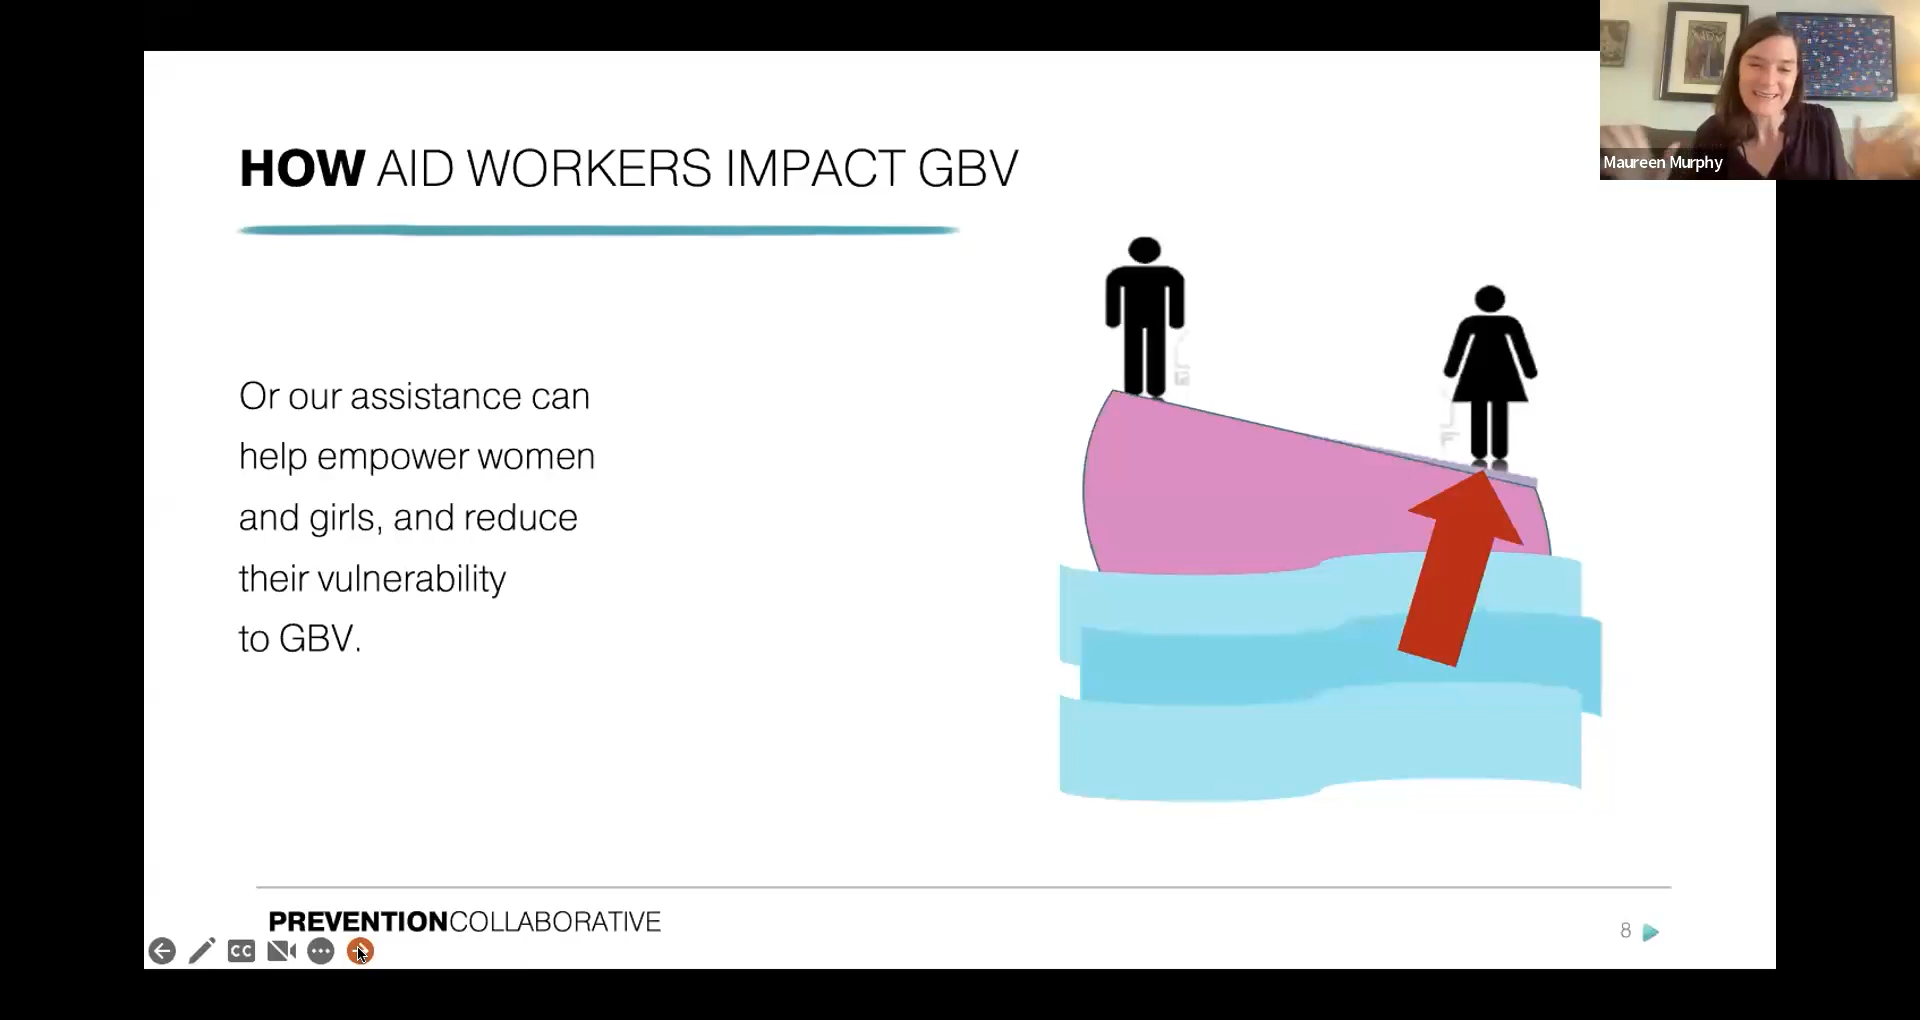 Maureen Murphy
HOW AID WORKERS IMPACT GBV
Or our assistance can
help empower women
and girls, and reduce
their vulnerability
to GBV.
PREVENTIONCOLLABORATIVE
8
CC